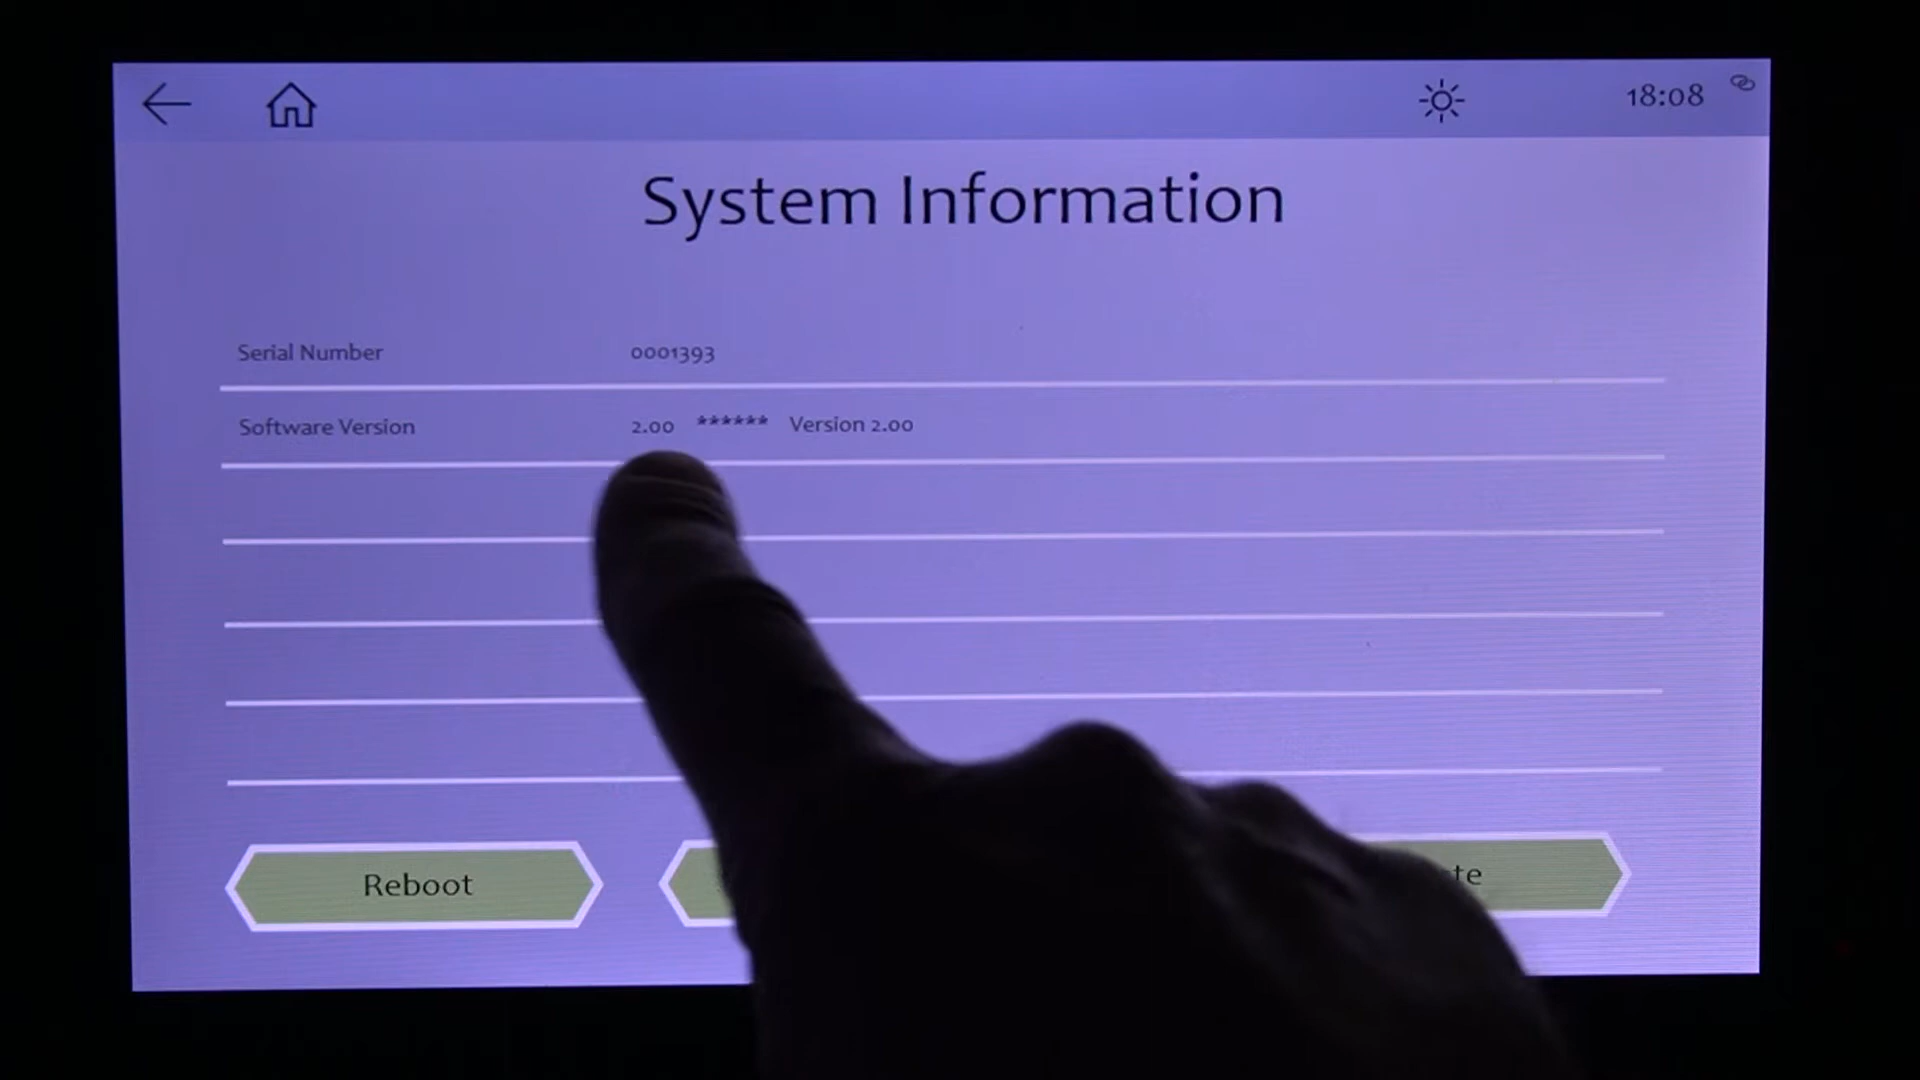 18:08
System Information
Serial Number 0001393
Software Version 2.00 ****** Version 2.00
Reboot